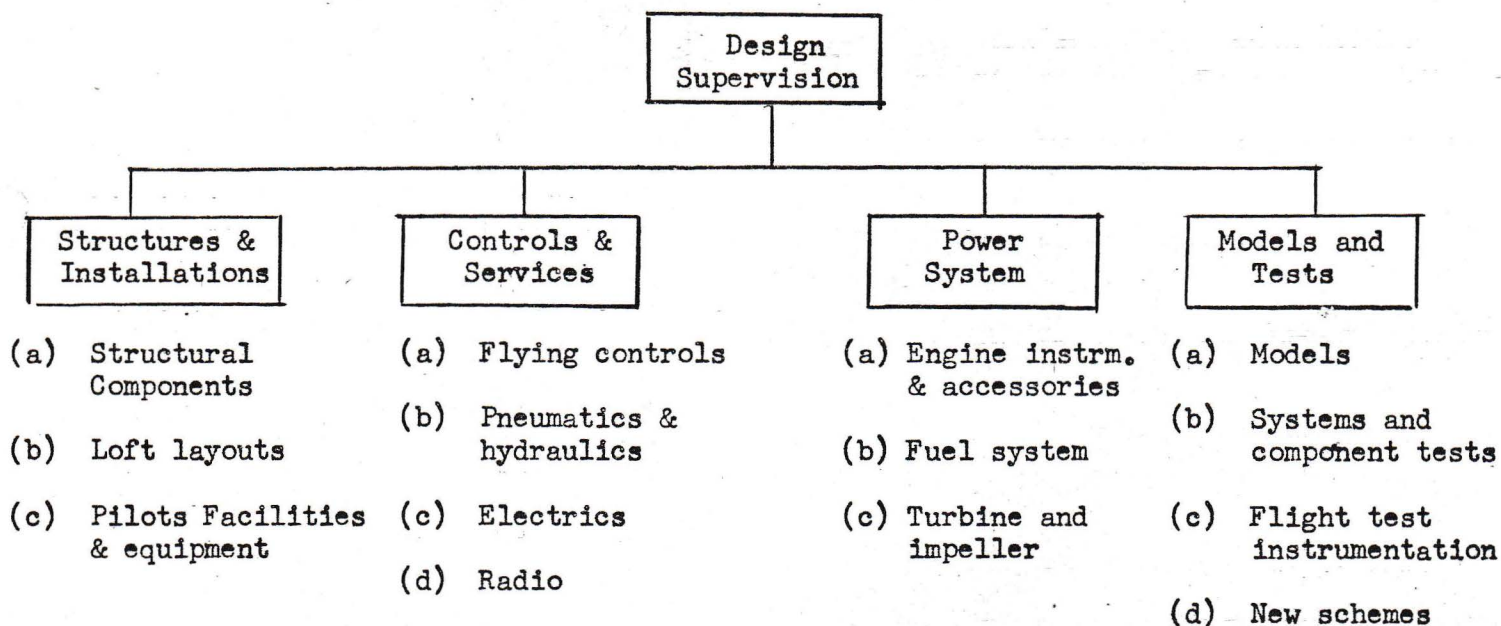 Design
Supervision
Structures &
Installations
(a) Structural
Components
(b) Loft layouts
(c) Pilots Facilities
& equipment
Controls &
Services
(a) Flying controls
(b) Pneumatics &
hydraulics
(c) Electrics
(d) Radio
Power
System
(a) Engine instrm.
& accessories
(b) Fuel system
(c) Turbine and
impeller
Models and
Tests
(a) Models
(b) Systems and
component tests
(c) Flight test
instrumentation
(d) New schemes